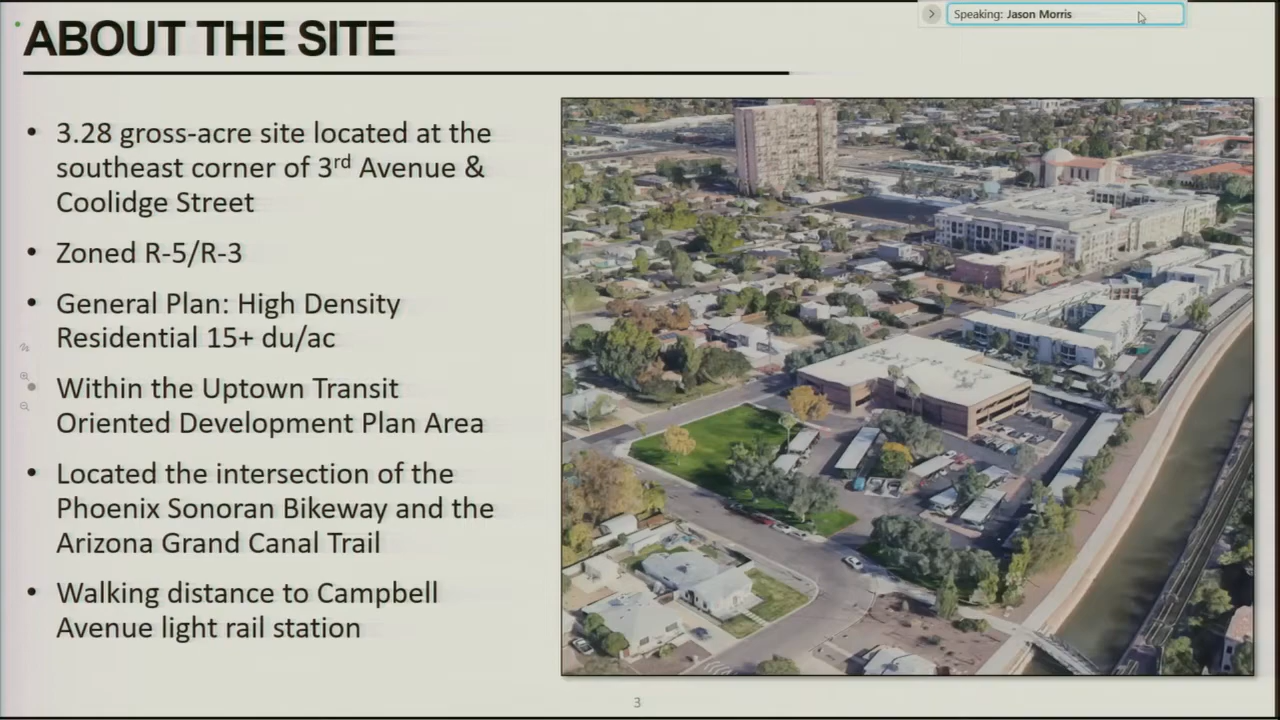 Speaking: Jason Morris
ABOUT THE SITE
• 3.28 gross-acre site located at the
southeast corner of 3rd Avenue &
Coolidge Street
• Zoned R-5/R-3
• General Plan: High Density
Residential 15+ du/ac
• Within the Uptown Transit
Oriented Development Plan Area
• Located the intersection of the
Phoenix Sonoran Bikeway and the
Arizona Grand Canal Trail
• Walking distance to Campbell
Avenue light rail station
3